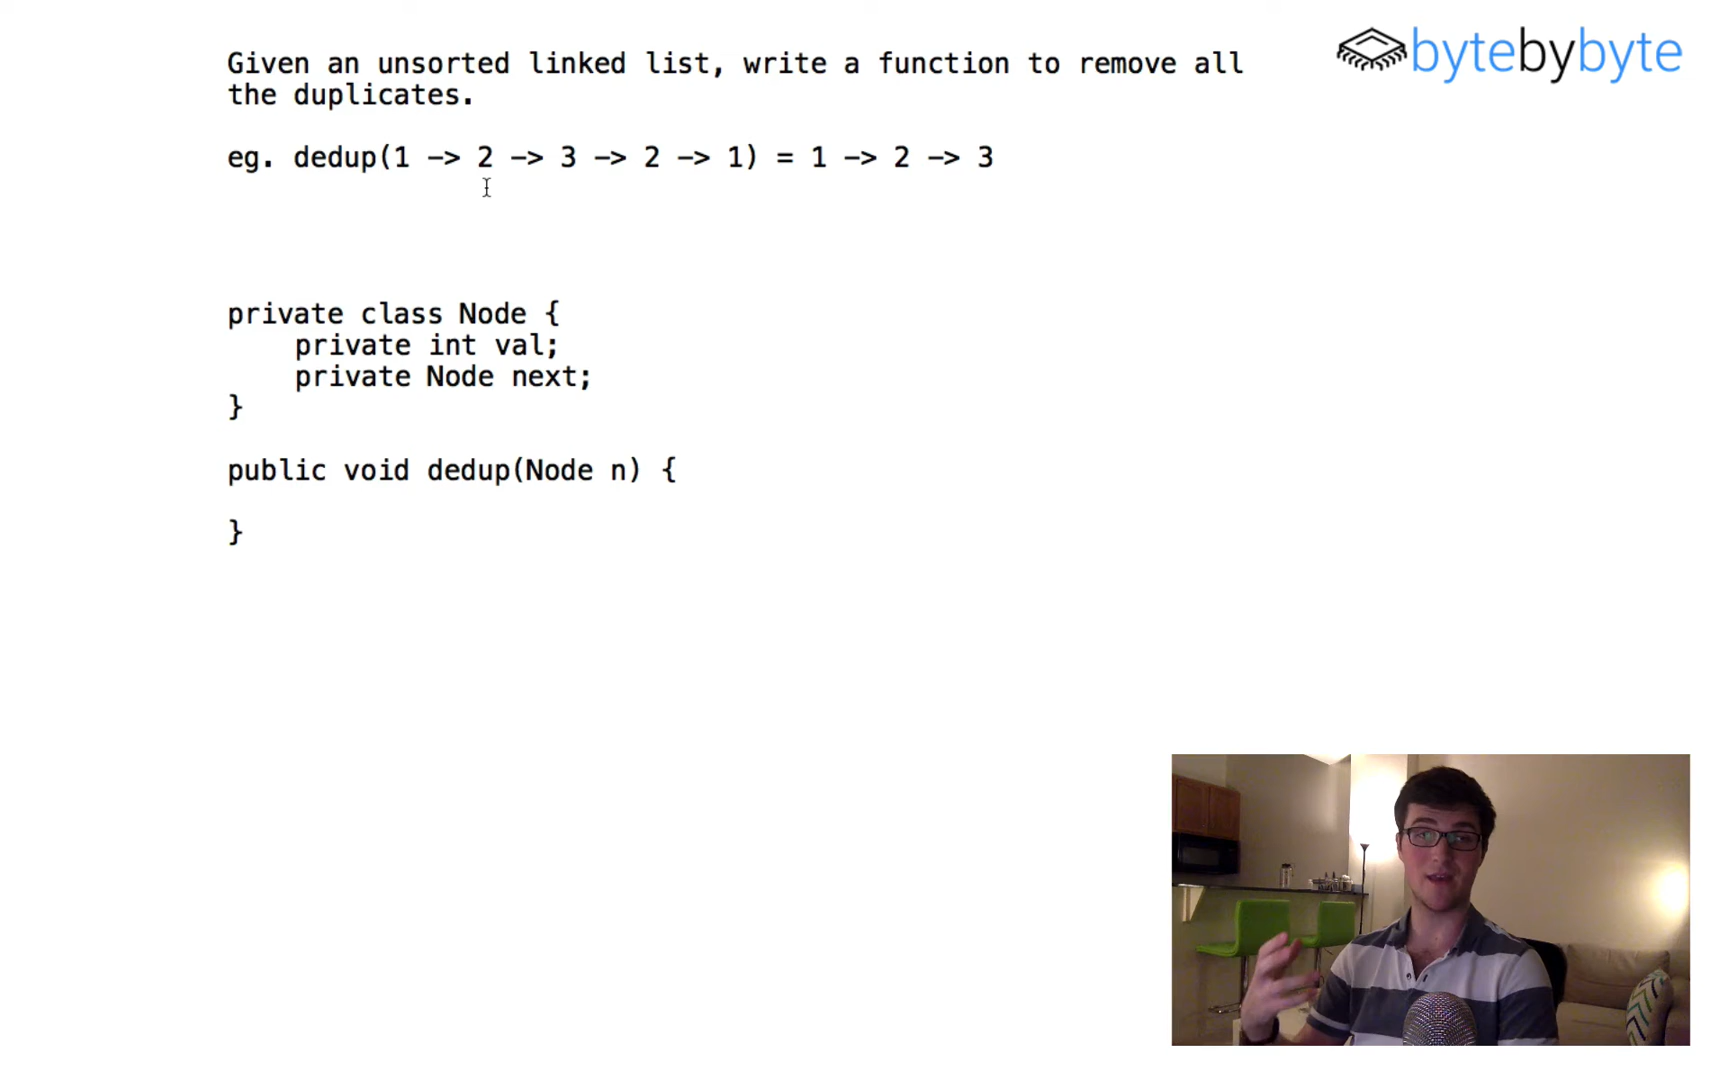 bytebybyte
Given an unsorted linked list, write a function to remove all
the duplicates.
eg. dedup(1 -> 2 -> 3 -> 2 -> 1) = 1 -> 2 -> 3
private class Node {
    private int val;
    private Node next;
}
public void dedup(Node n) {
}